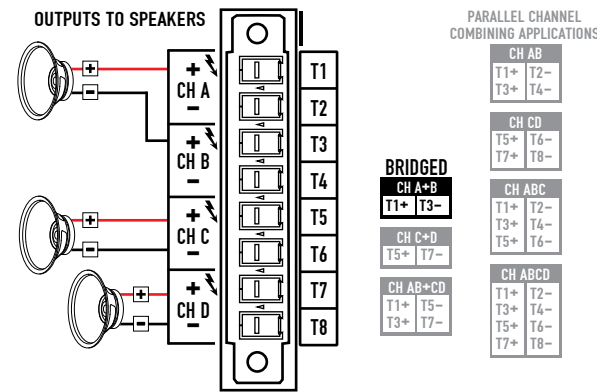 OUTPUTS TO SPEAKERS
+
-
+
CH A
-
+
CH B
-
+
-
+
CH C
-
+
-
+
CH D
-
T1
T2
T3
T4
T5
T6
T7
T8
BRIDGED
CH A+B
T1+ T3-
CH C+D
T5+ T7-
CH AB+CD
T1+ T5-
T3+ T7-
PARALLEL CHANNEL
COMBINING APPLICATIONS
CH AB
T1+ T2-
T3+ T4-
CH CD
T5+ T6-
T7+ T8-
CH ABC
T1+ T2-
T3+ T4-
T5+ T6-
CH ABCD
T1+ T2-
T3+ T4-
T5+ T6-
T7+ T8-